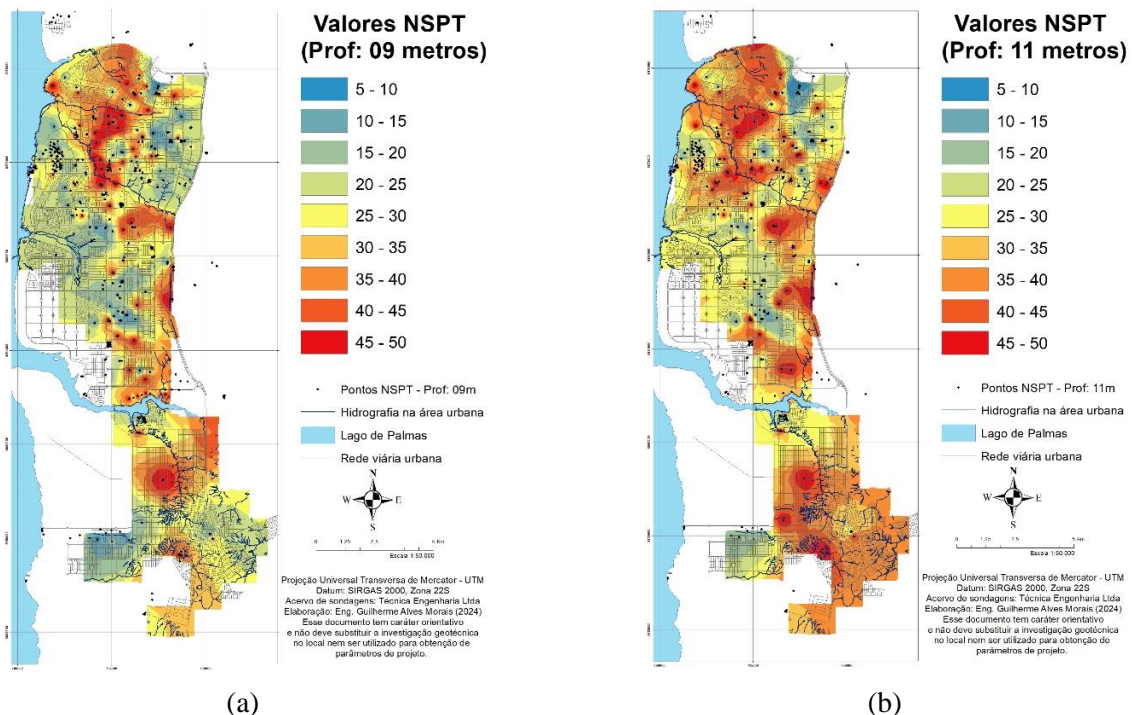 Valores NSPT
(Prof: 09 metros)
5 - 10
10 - 15
15 - 20
20 - 25
25 - 30
30 - 35
35 - 40
40 - 45
45 - 50
Pontos NSPT - Prof: 09m
Hidrografia na área urbana
Lago de Palmas
Rede viária urbana
N
W E
S
Escala 1:50.000
Projeção Universal Transversa de Mercator - UTM
Datum: SIRGAS 2000, Zona 22S
Acervo de sondagens: Técnica Engenharia Ltda
Elaboração: Eng. Guilherme Alves Morais (2024)
Esse documento tem caráter orientativo
e não deve substituir a investigação geotécnica
no local nem ser utilizado para obtenção de
parâmetros de projeto.
(a)
Valores NSPT
(Prof: 11 metros)
5 - 10
10 - 15
15 - 20
20 - 25
25 - 30
30 - 35
35 - 40
40 - 45
45 - 50
Pontos NSPT - Prof: 11m
Hidrografia na área urbana
Lago de Palmas
Rede viária urbana
N
W E
S
Projeção Universal Transversa de Mercator - UTM
Datum: SIRGAS 2000, Zona 22S
Acervo de sondagens: Técnica Engenharia Ltda
Elaboração: Eng. Guilherme Alves Morais (2024)
Esse documento tem caráter orientativo
e não deve substituir a investigação geotécnica
no local nem ser utilizado para obtenção de
parâmetros de projeto.
(b)